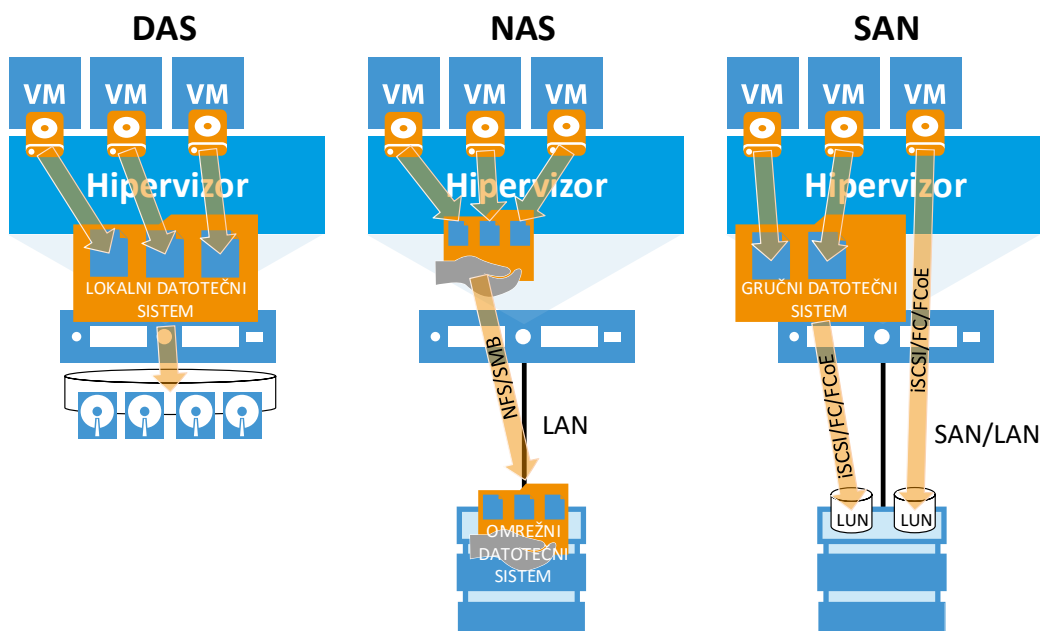 DAS
VM VM VM
Hipervizor
LOKALNI DATOTEČNI
SISTEM
NAS
VM VM VM
Hipervizor
NFS/SMB
LAN
OMREŽNI
DATOTEČNI
SISTEM
SAN
VM VM VM
Hipervizor
GRUČNI DATOTEČNI
SISTEM
iSCSI/FC/FCoE
iSCSI/FC/FCoE
SAN/LAN
LUN LUN